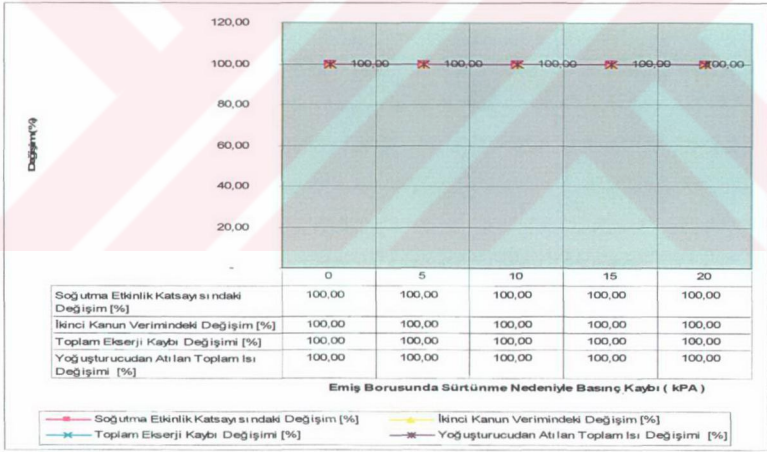 120,00
100,00
80,00
60,00
40,00
20,00
-
Değişim(%)
100,00 100,00 100,00 100,00 100,00
0 5 10 15 20
Soğutma Etkinlik Katsayısındaki Değişim [%] 100,00 100,00 100,00 100,00 100,00
İkinci Kanun Verimindeki Değişim [%] 100,00 100,00 100,00 100,00 100,00
Toplam Ekserji Kaybı Değişimi [%] 100,00 100,00 100,00 100,00 100,00
Yoğuşturucudan Atılan Toplam Isı Değişimi [%] 100,00 100,00 100,00 100,00 100,00
Emiş Borusunda Sürtünme Nedeniyle Basınç Kaybı ( kPA )
Soğutma Etkinlik Katsayısındaki Değişim [%] İkinci Kanun Verimindeki Değişim [%]
Toplam Ekserji Kaybı Değişimi [%] Yoğuşturucudan Atılan Toplam Isı Değişimi [%]